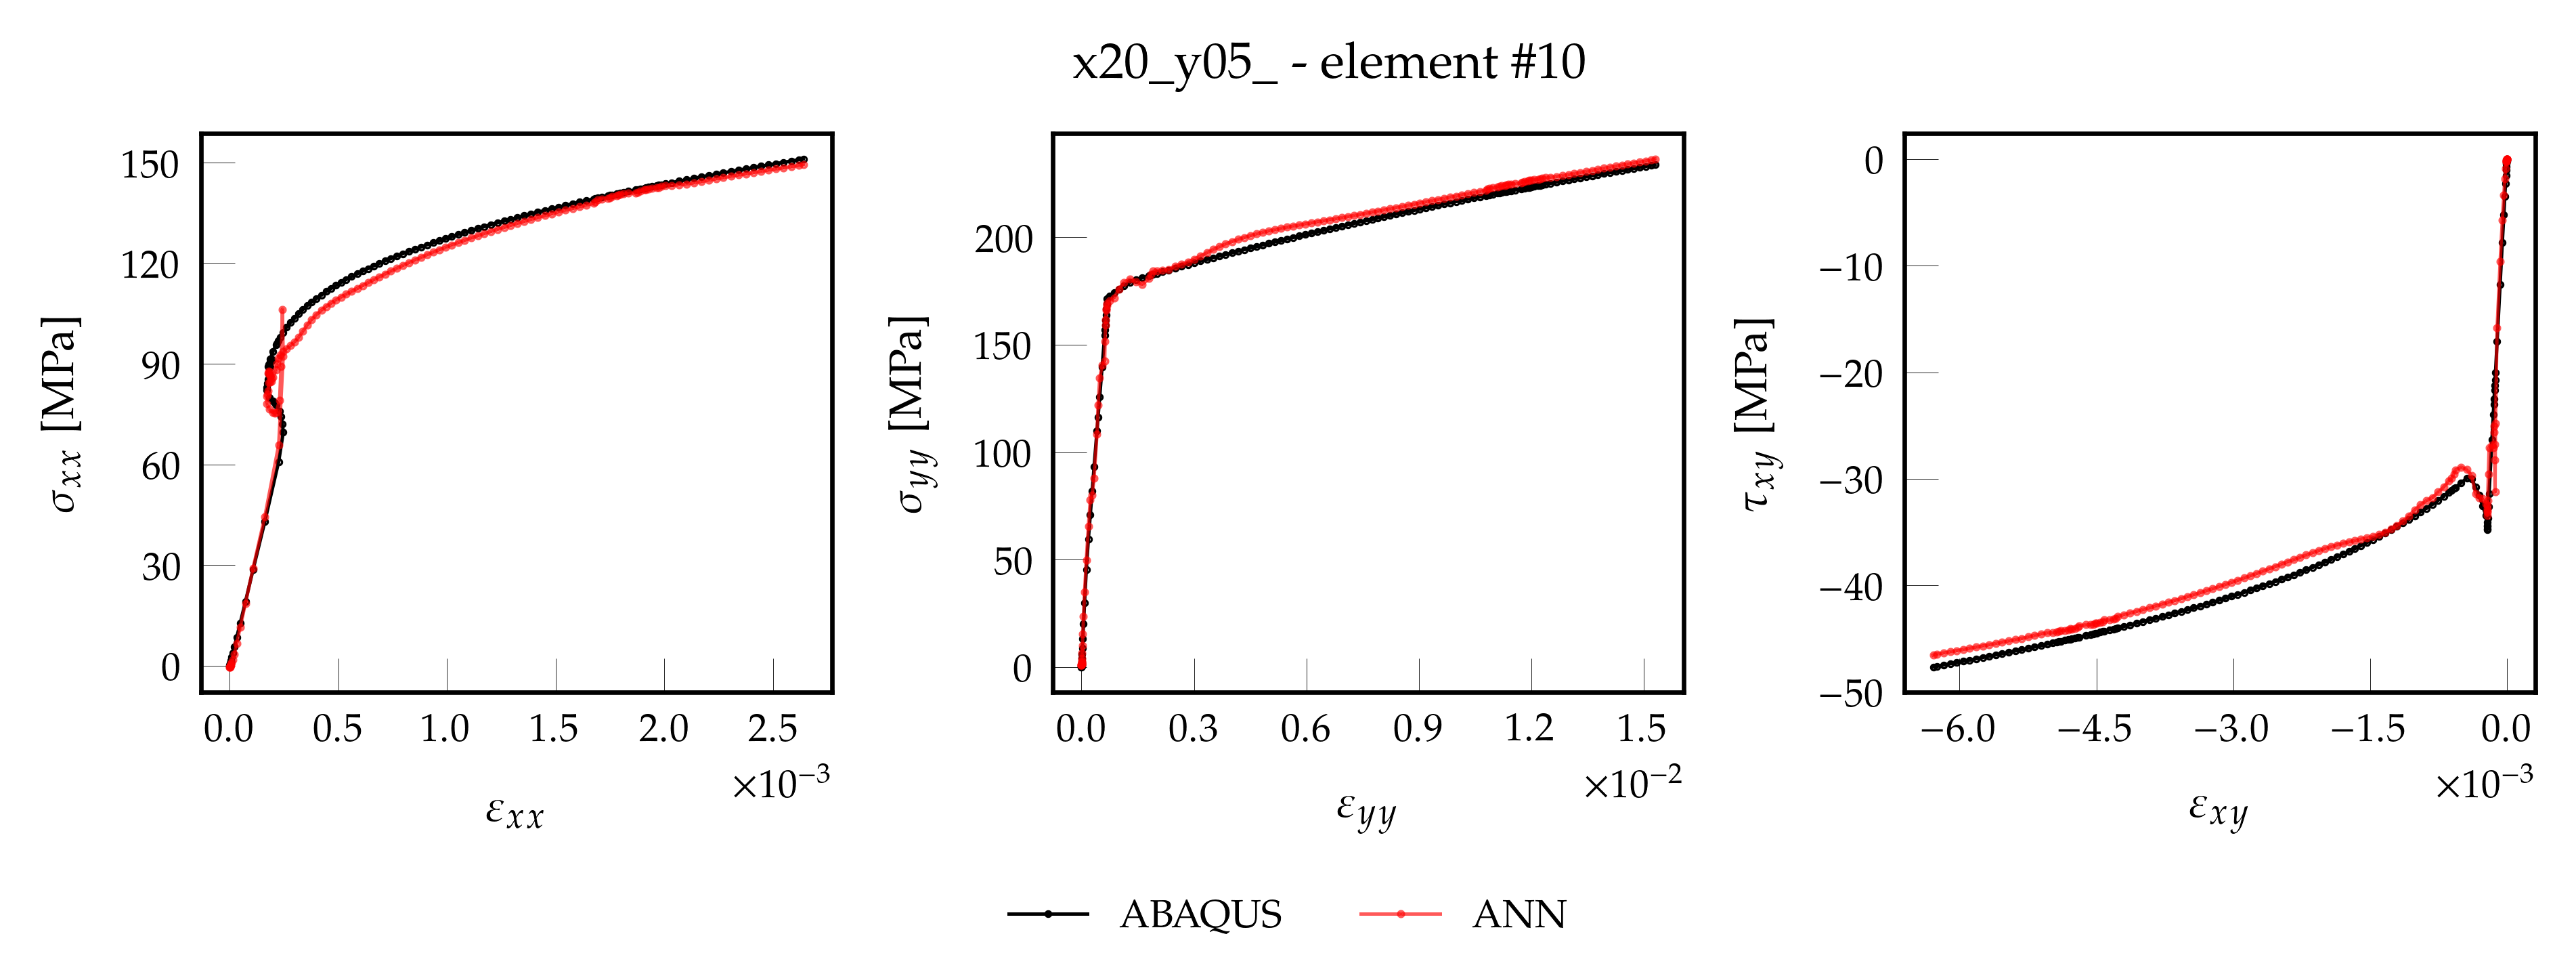 x20_y05_ - element #10
150
120
90
60
30
0
σxx [MPa]
0.0 0.5 1.0 1.5 2.0 2.5
×10−3
εxx
200
150
100
50
0
σyy [MPa]
0.0 0.3 0.6 0.9 1.2 1.5
×10−2
εyy
0
−10
−20
−30
−40
−50
τxy [MPa]
−6.0 −4.5 −3.0 −1.5 0.0
×10−3
εxy
ABAQUS ANN